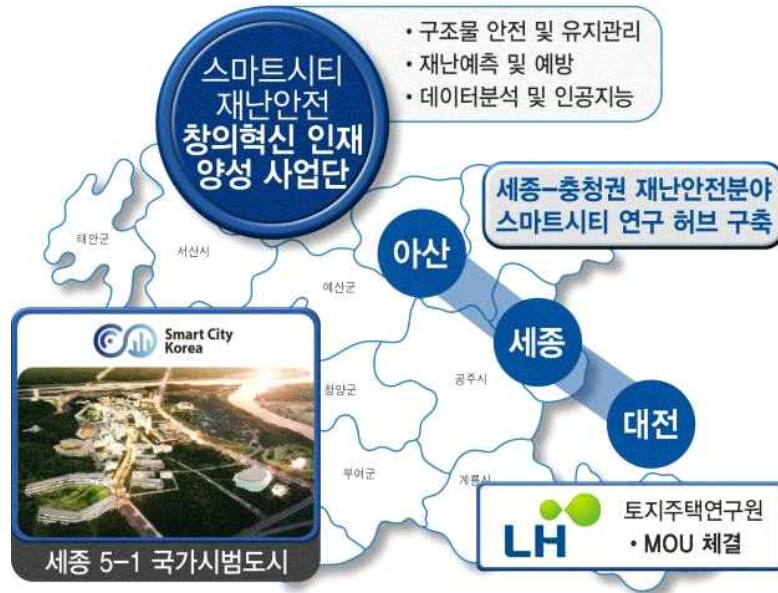 스마트시티
재난안전
창의혁신 인재
양성 사업단
• 구조물 안전 및 유지관리
• 재난예측 및 예방
• 데이터분석 및 인공지능
세종-충청권 재난안전분야
스마트시티 연구 허브 구축
태안군
서산시
아산
예산군
세종
Smart City
Korea
청양군
공주시
대전
부여군
계룡시
LH
토지주택연구원
• MOU 체결
세종 5-1 국가시범도시